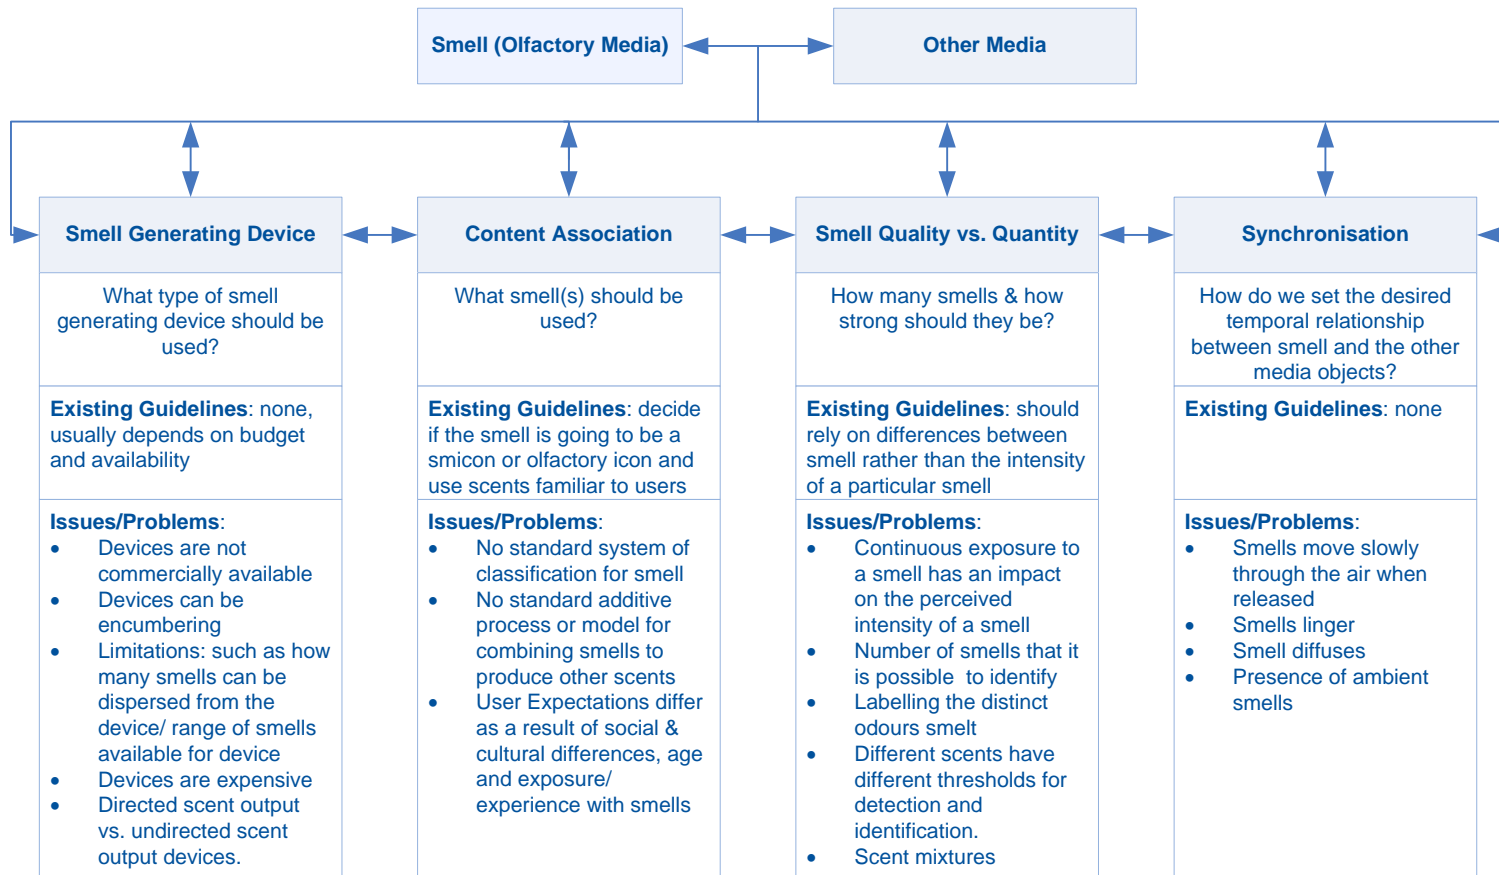 Smell (Olfactory Media)
Other Media
Smell Generating Device
What type of smell
generating device should be
used?
Existing Guidelines: none,
usually depends on budget
and availability
Issues/Problems:
• Devices are not
commercially available
• Devices can be
encumbering
• Limitations: such as how
many smells can be
dispersed from the
device/ range of smells
available for device
• Devices are expensive
• Directed scent output
vs. undirected scent
output devices.
Content Association
What smell(s) should be
used?
Existing Guidelines: decide
if the smell is going to be a
smicon or olfactory icon and
use scents familiar to users
Issues/Problems:
• No standard system of
classification for smell
• No standard additive
process or model for
combining smells to
produce other scents
• User Expectations differ
as a result of social &
cultural differences, age
and exposure/
experience with smells
Smell Quality vs. Quantity
How many smells & how
strong should they be?
Existing Guidelines: should
rely on differences between
smell rather than the intensity
of a particular smell
Issues/Problems:
• Continuous exposure to
a smell has an impact
on the perceived
intensity of a smell
• Number of smells that it
is possible to identify
• Labelling the distinct
odours smelt
• Different scents have
different thresholds for
detection and
identification.
• Scent mixtures
Synchronisation
How do we set the desired
temporal relationship
between smell and the other
media objects?
Existing Guidelines: none
Issues/Problems:
• Smells move slowly
through the air when
released
• Smells linger
• Smell diffuses
• Presence of ambient
smells